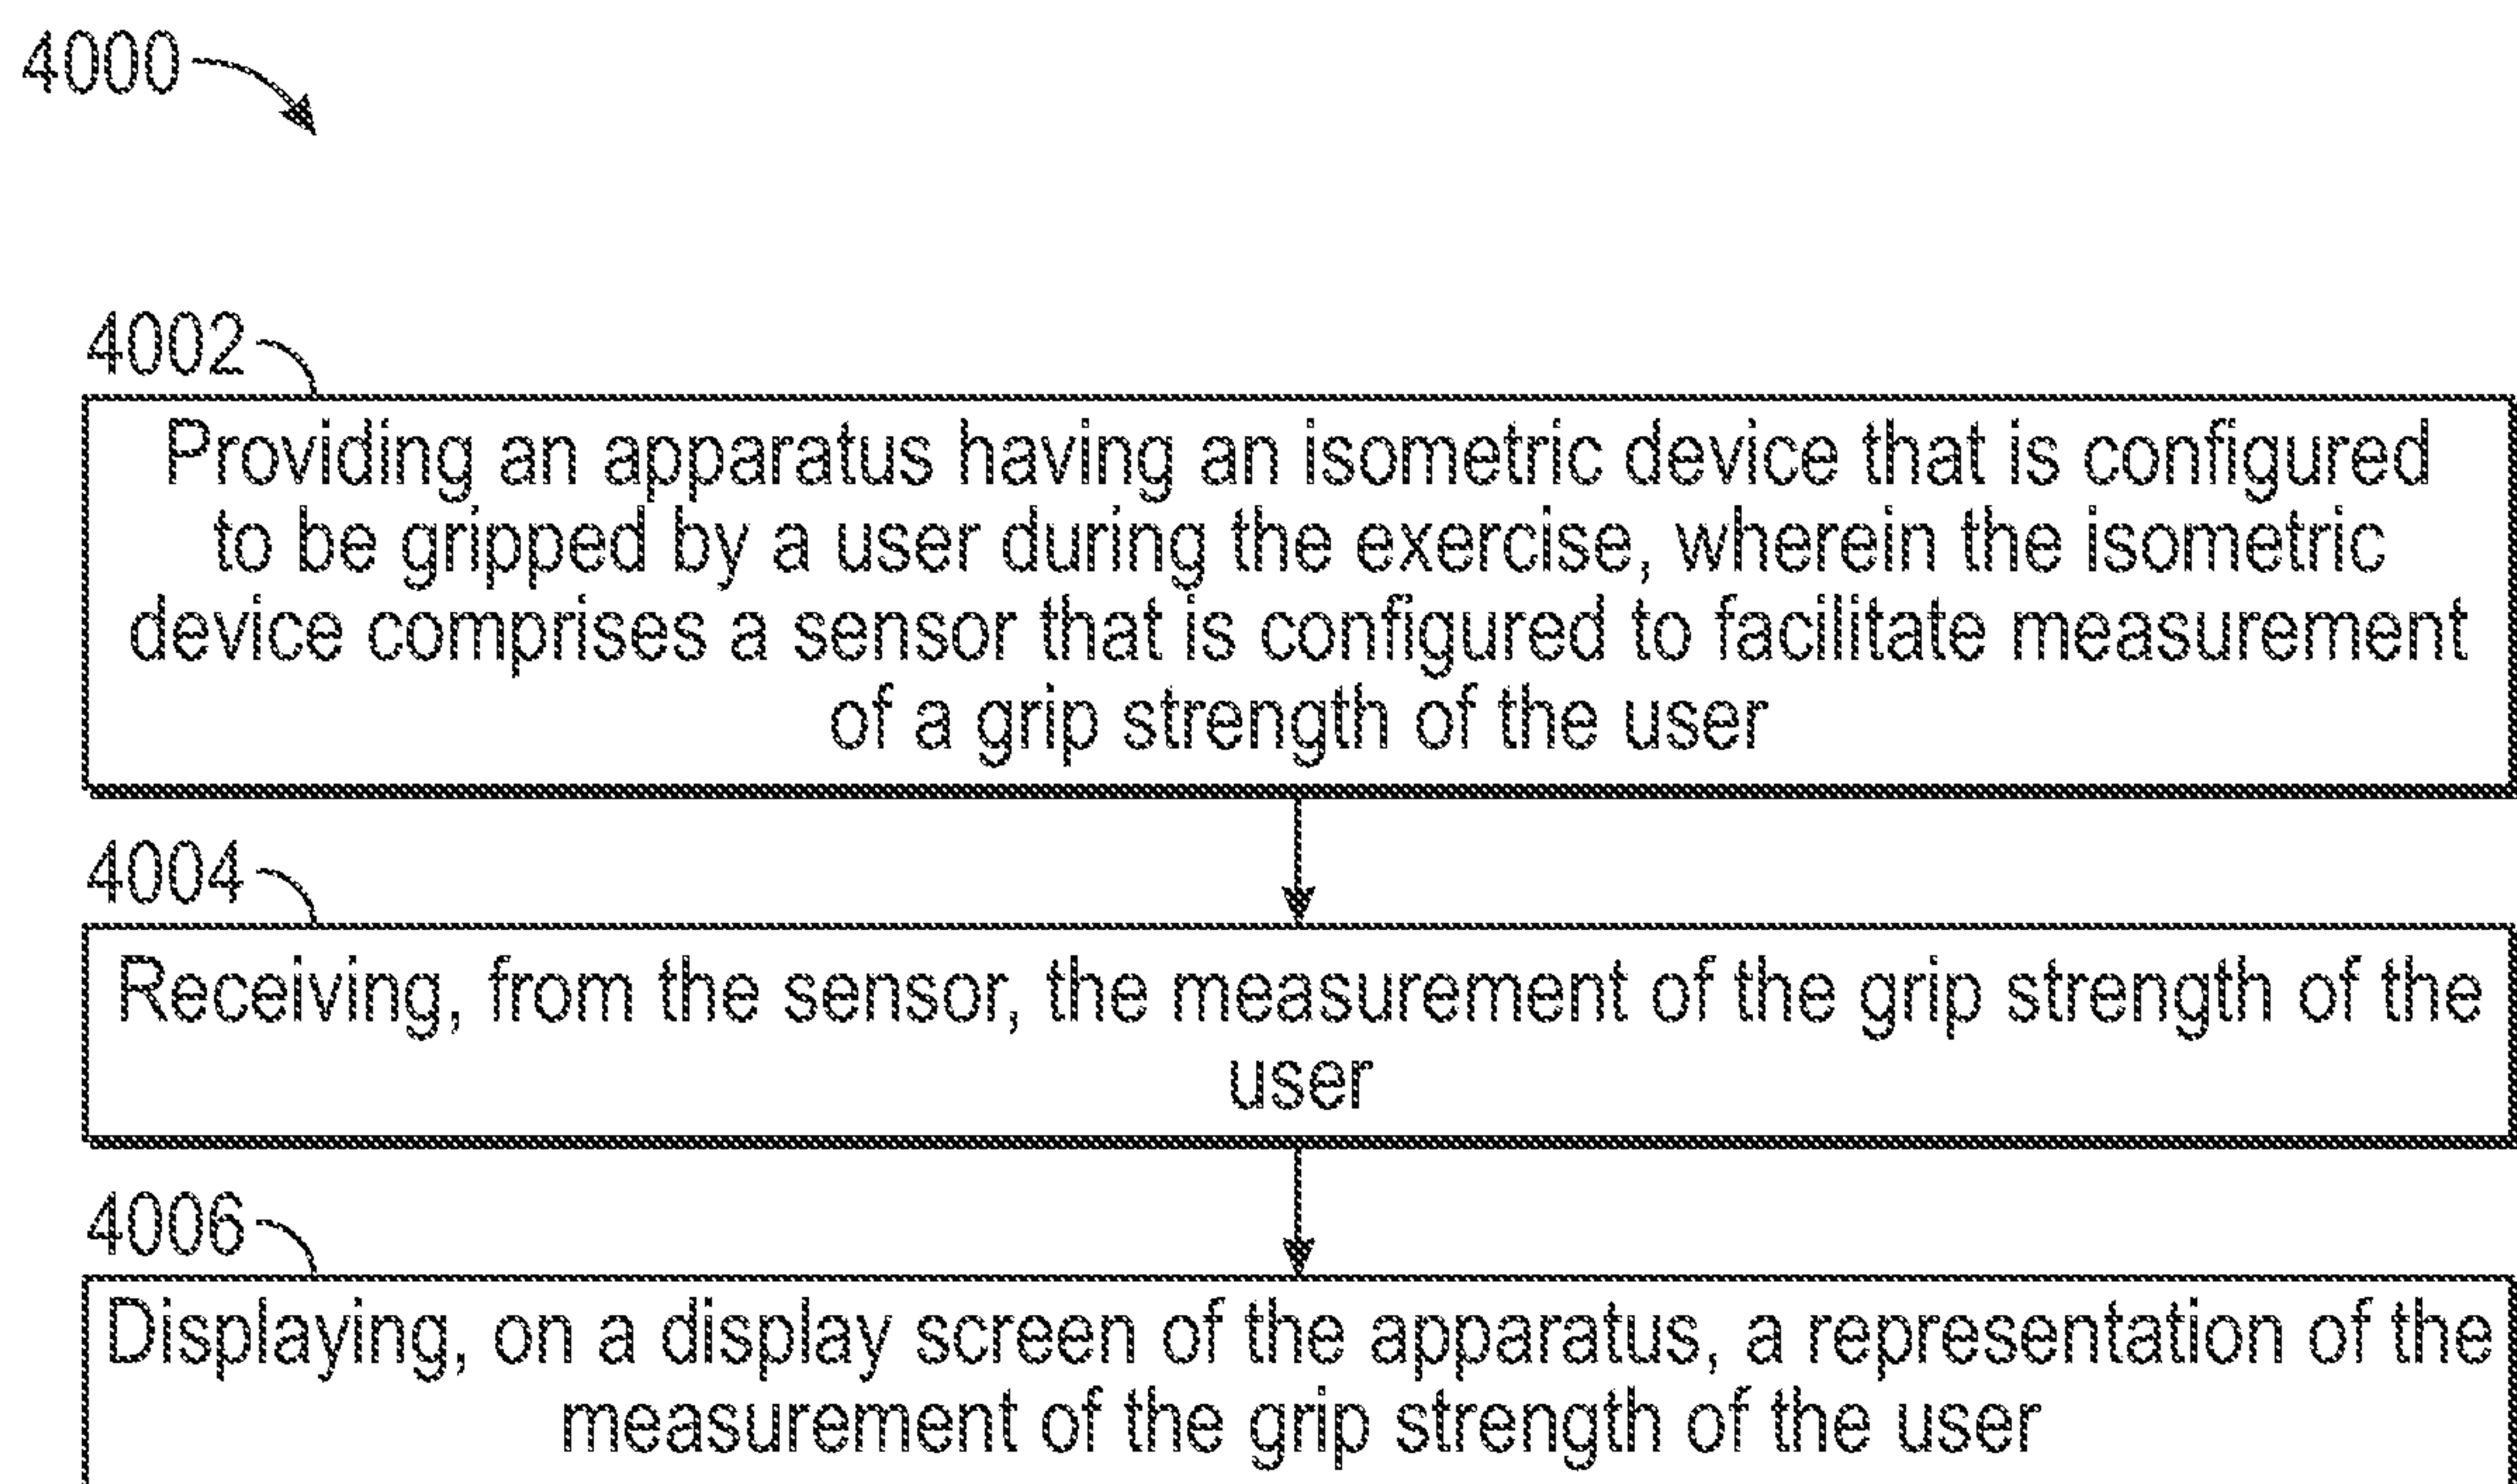 4000
4002
Providing an apparatus having an isometric device that is configured
to be gripped by a user during the exercise, wherein the isometric
device comprises a sensor that is configured to facilitate measurement
of a grip strength of the user
4004
Receiving, from the sensor, the measurement of the grip strength of the
user
4006
Displaying, on a display screen of the apparatus, a representation of the
measurement of the grip strength of the user